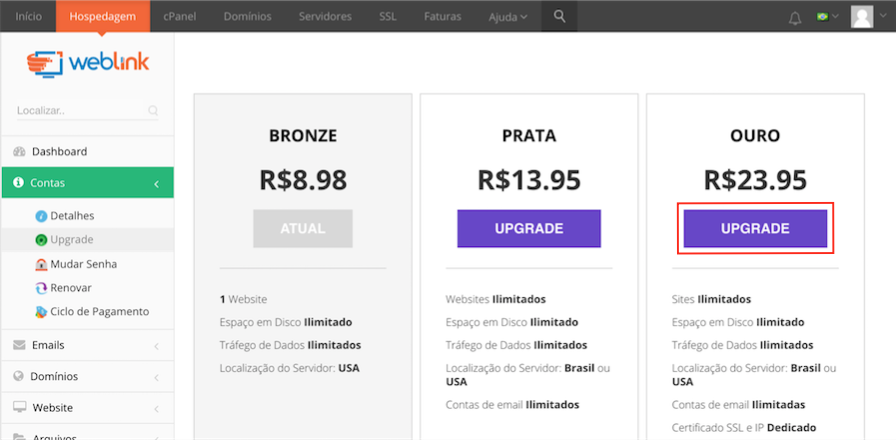 Início Hospedagem cPanel Domínios Servidores SSL Faturas Ajuda
weblink
Localizar..
Dashboard
Contas
Detalhes
Upgrade
Mudar Senha
Renovar
Ciclo de Pagamento
Emails
Domínios
Website
Arquivos
BRONZE
R$8.98
ATUAL
1 Website
Espaço em Disco Ilimitado
Tráfego de Dados Ilimitados
Localização do Servidor: USA
PRATA
R$13.95
UPGRADE
Websites Ilimitados
Espaço em Disco Ilimitado
Tráfego de Dados Ilimitados
Localização do Servidor: Brasil ou
USA
Contas de email Ilimitados
OURO
R$23.95
UPGRADE
Sites Ilimitados
Espaço em Disco Ilimitado
Tráfego de Dados Ilimitados
Localização do Servidor: Brasil ou
USA
Contas de email Ilimitadas
Certificado SSL e IP Dedicado